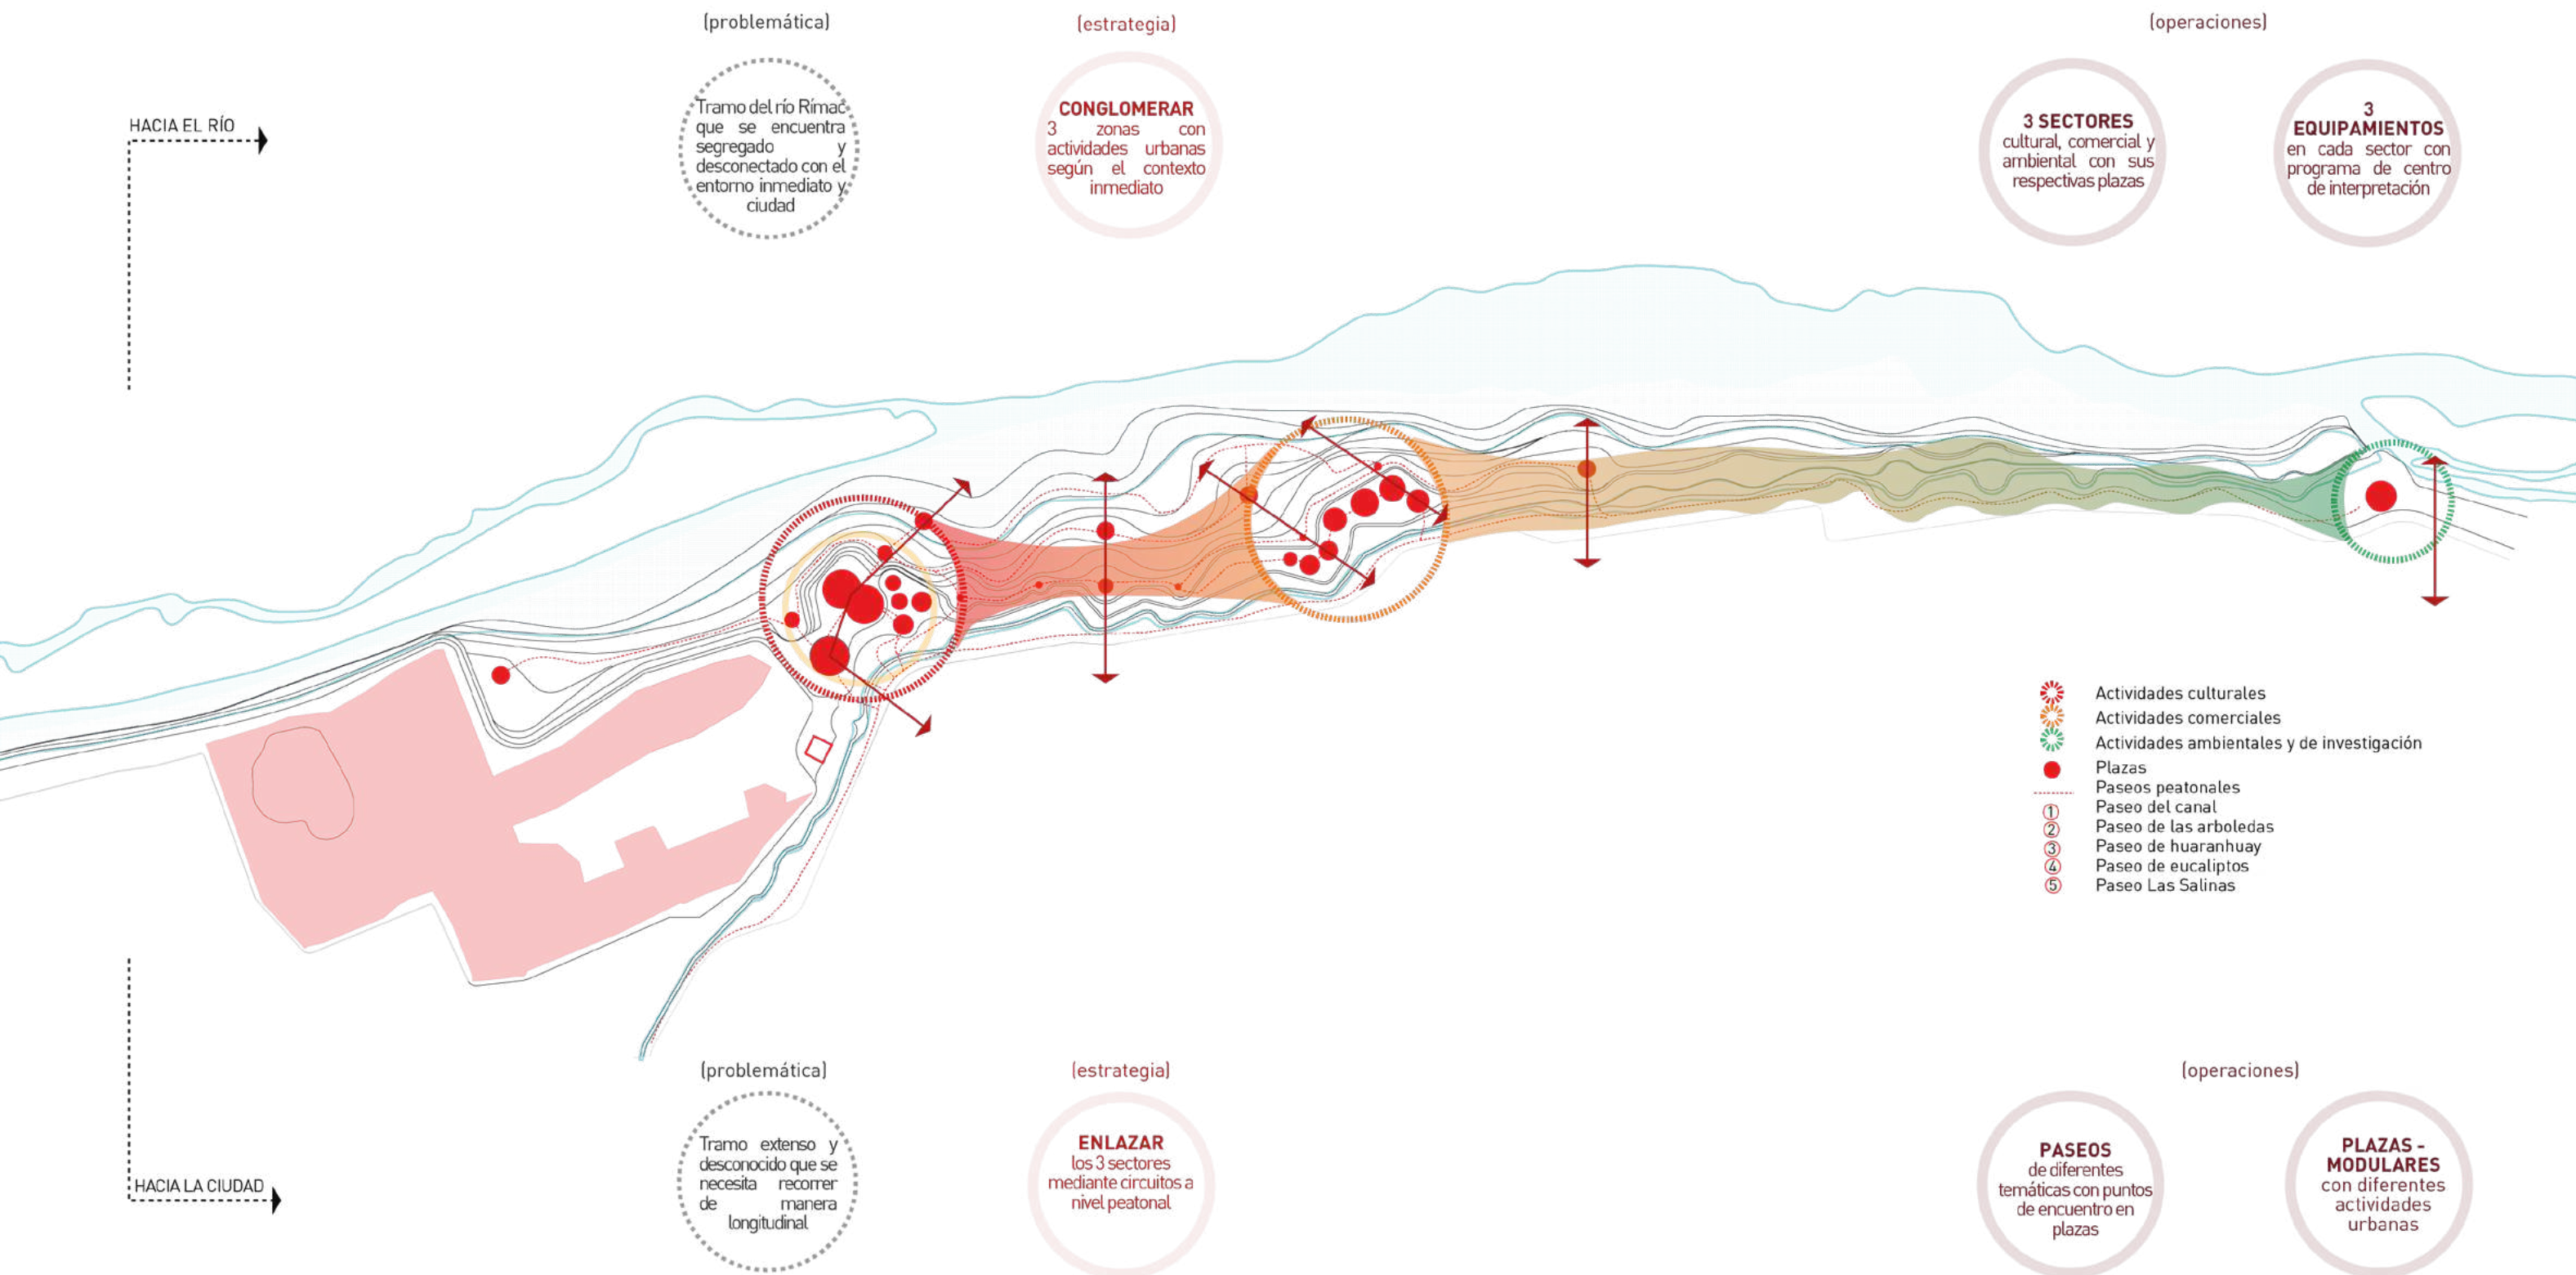 (problemática)
(estrategia)
(operaciones)
HACIA EL RÍO
Tramo del río Rímac
que se encuentra
segregado y
desconectado con el
entorno inmediato y
ciudad
CONGLOMERAR
3 zonas con
actividades urbanas
según el contexto
inmediato
3 SECTORES
cultural, comercial y
ambiental con sus
respectivas plazas
3
EQUIPAMIENTOS
en cada sector con
programa de centro
de interpretación
Actividades culturales
Actividades comerciales
Actividades ambientales y de investigación
Plazas
Paseos peatonales
1 Paseo del canal
2 Paseo de las arboledas
3 Paseo de huaranhuay
4 Paseo de eucaliptos
5 Paseo Las Salinas
(problemática)
(estrategia)
(operaciones)
HACIA LA CIUDAD
Tramo extenso y
desconocido que se
necesita recorrer
de manera
longitudinal
ENLAZAR
los 3 sectores
mediante circuitos a
nivel peatonal
PASEOS
de diferentes
temáticas con puntos
de encuentro en
plazas
PLAZAS -
MODULARES
con diferentes
actividades
urbanas